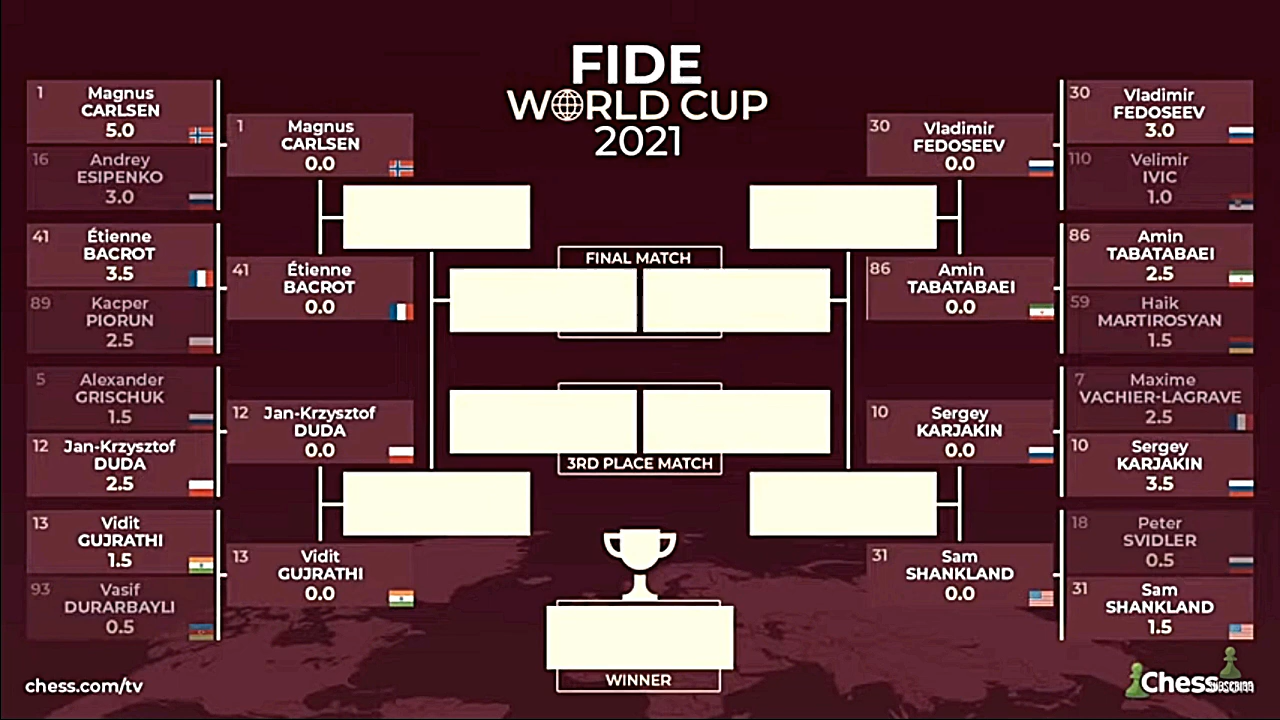 FIDE
WORLD CUP
2021
1
Magnus
CARLSEN
5.0
16
Andrey
ESIPENKO
3.0
41
Étienne
BACROT
3.5
89
Kacper
PIORUN
2.5
5
Alexander
GRISCHUK
1.5
12
Jan-Krzysztof
DUDA
2.5
13
Vidit
GUJRATHI
1.5
93
Vasif
DURARBAYLI
0.5
1
Magnus
CARLSEN
0.0
41
Étienne
BACROT
0.0
12
Jan-Krzysztof
DUDA
0.0
13
Vidit
GUJRATHI
0.0
FINAL MATCH
3RD PLACE MATCH
WINNER
30
Vladimir
FEDOSEEV
0.0
86
Amin
TABATABAEI
0.0
10
Sergey
KARJAKIN
0.0
31
Sam
SHANKLAND
0.0
30
Vladimir
FEDOSEEV
3.0
110
Velimir
IVIC
1.0
86
Amin
TABATABAEI
2.5
59
Haik
MARTIROSYAN
1.5
7
Maxime
VACHIER-LAGRAVE
2.5
10
Sergey
KARJAKIN
3.5
18
Peter
SVIDLER
0.5
31
Sam
SHANKLAND
1.5
chess.com/tv
Chess